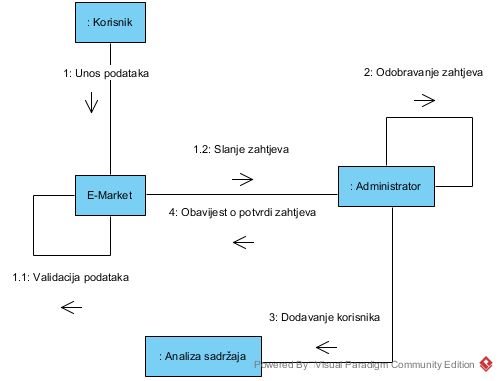 : Korisnik
1: Unos podataka
2: Odobravanje zahtjeva
1.2: Slanje zahtjeva
E-Market
: Administrator
4: Obavijest o potvrdi zahtjeva
1.1: Validacija podataka
3: Dodavanje korisnika
: Analiza sadržaja
Powered By Visual Paradigm Community Edition